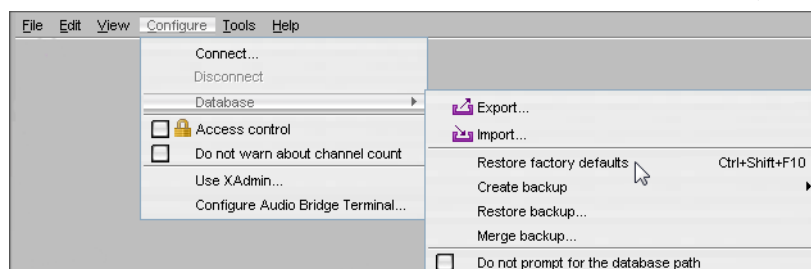 File Edit View Configure Tools Help
Connect...
Disconnect
Database
Access control
Do not warn about channel count
Use XAdmin...
Configure Audio Bridge Terminal...
Export...
Import...
Restore factory defaults Ctrl+Shift+F10
Create backup
Restore backup...
Merge backup...
Do not prompt for the database path